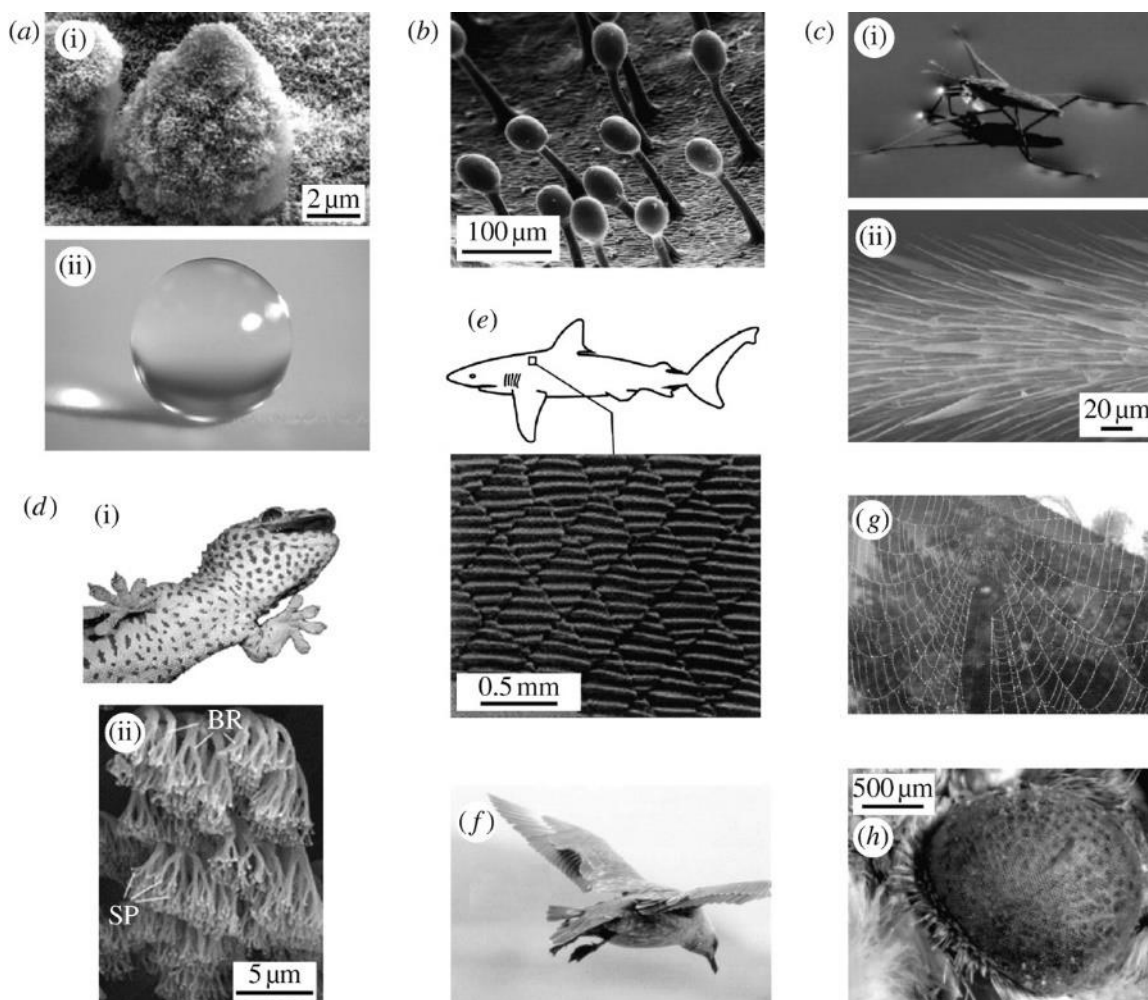 (a)
(i)
2 µm
(ii)
(b)
100 µm
(c)
(i)
(ii)
20 µm
(d)
(i)
(ii)
BR
SP
5 µm
(e)
0.5 mm
(f)
(g)
500 µm
(h)